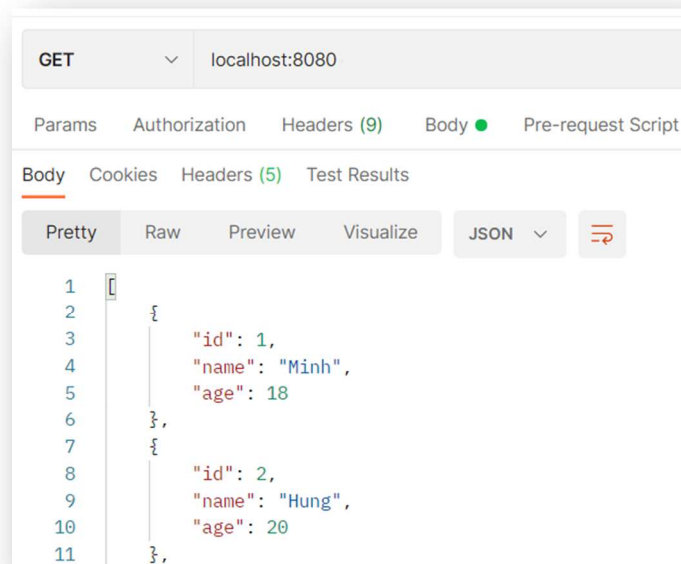 GET localhost:8080
Params Authorization Headers (9) Body Pre-request Script
Body Cookies Headers (5) Test Results
Pretty Raw Preview Visualize JSON
1 [
2 {
3 "id": 1,
4 "name": "Minh",
5 "age": 18
6 },
7 {
8 "id": 2,
9 "name": "Hung",
10 "age": 20
11 },